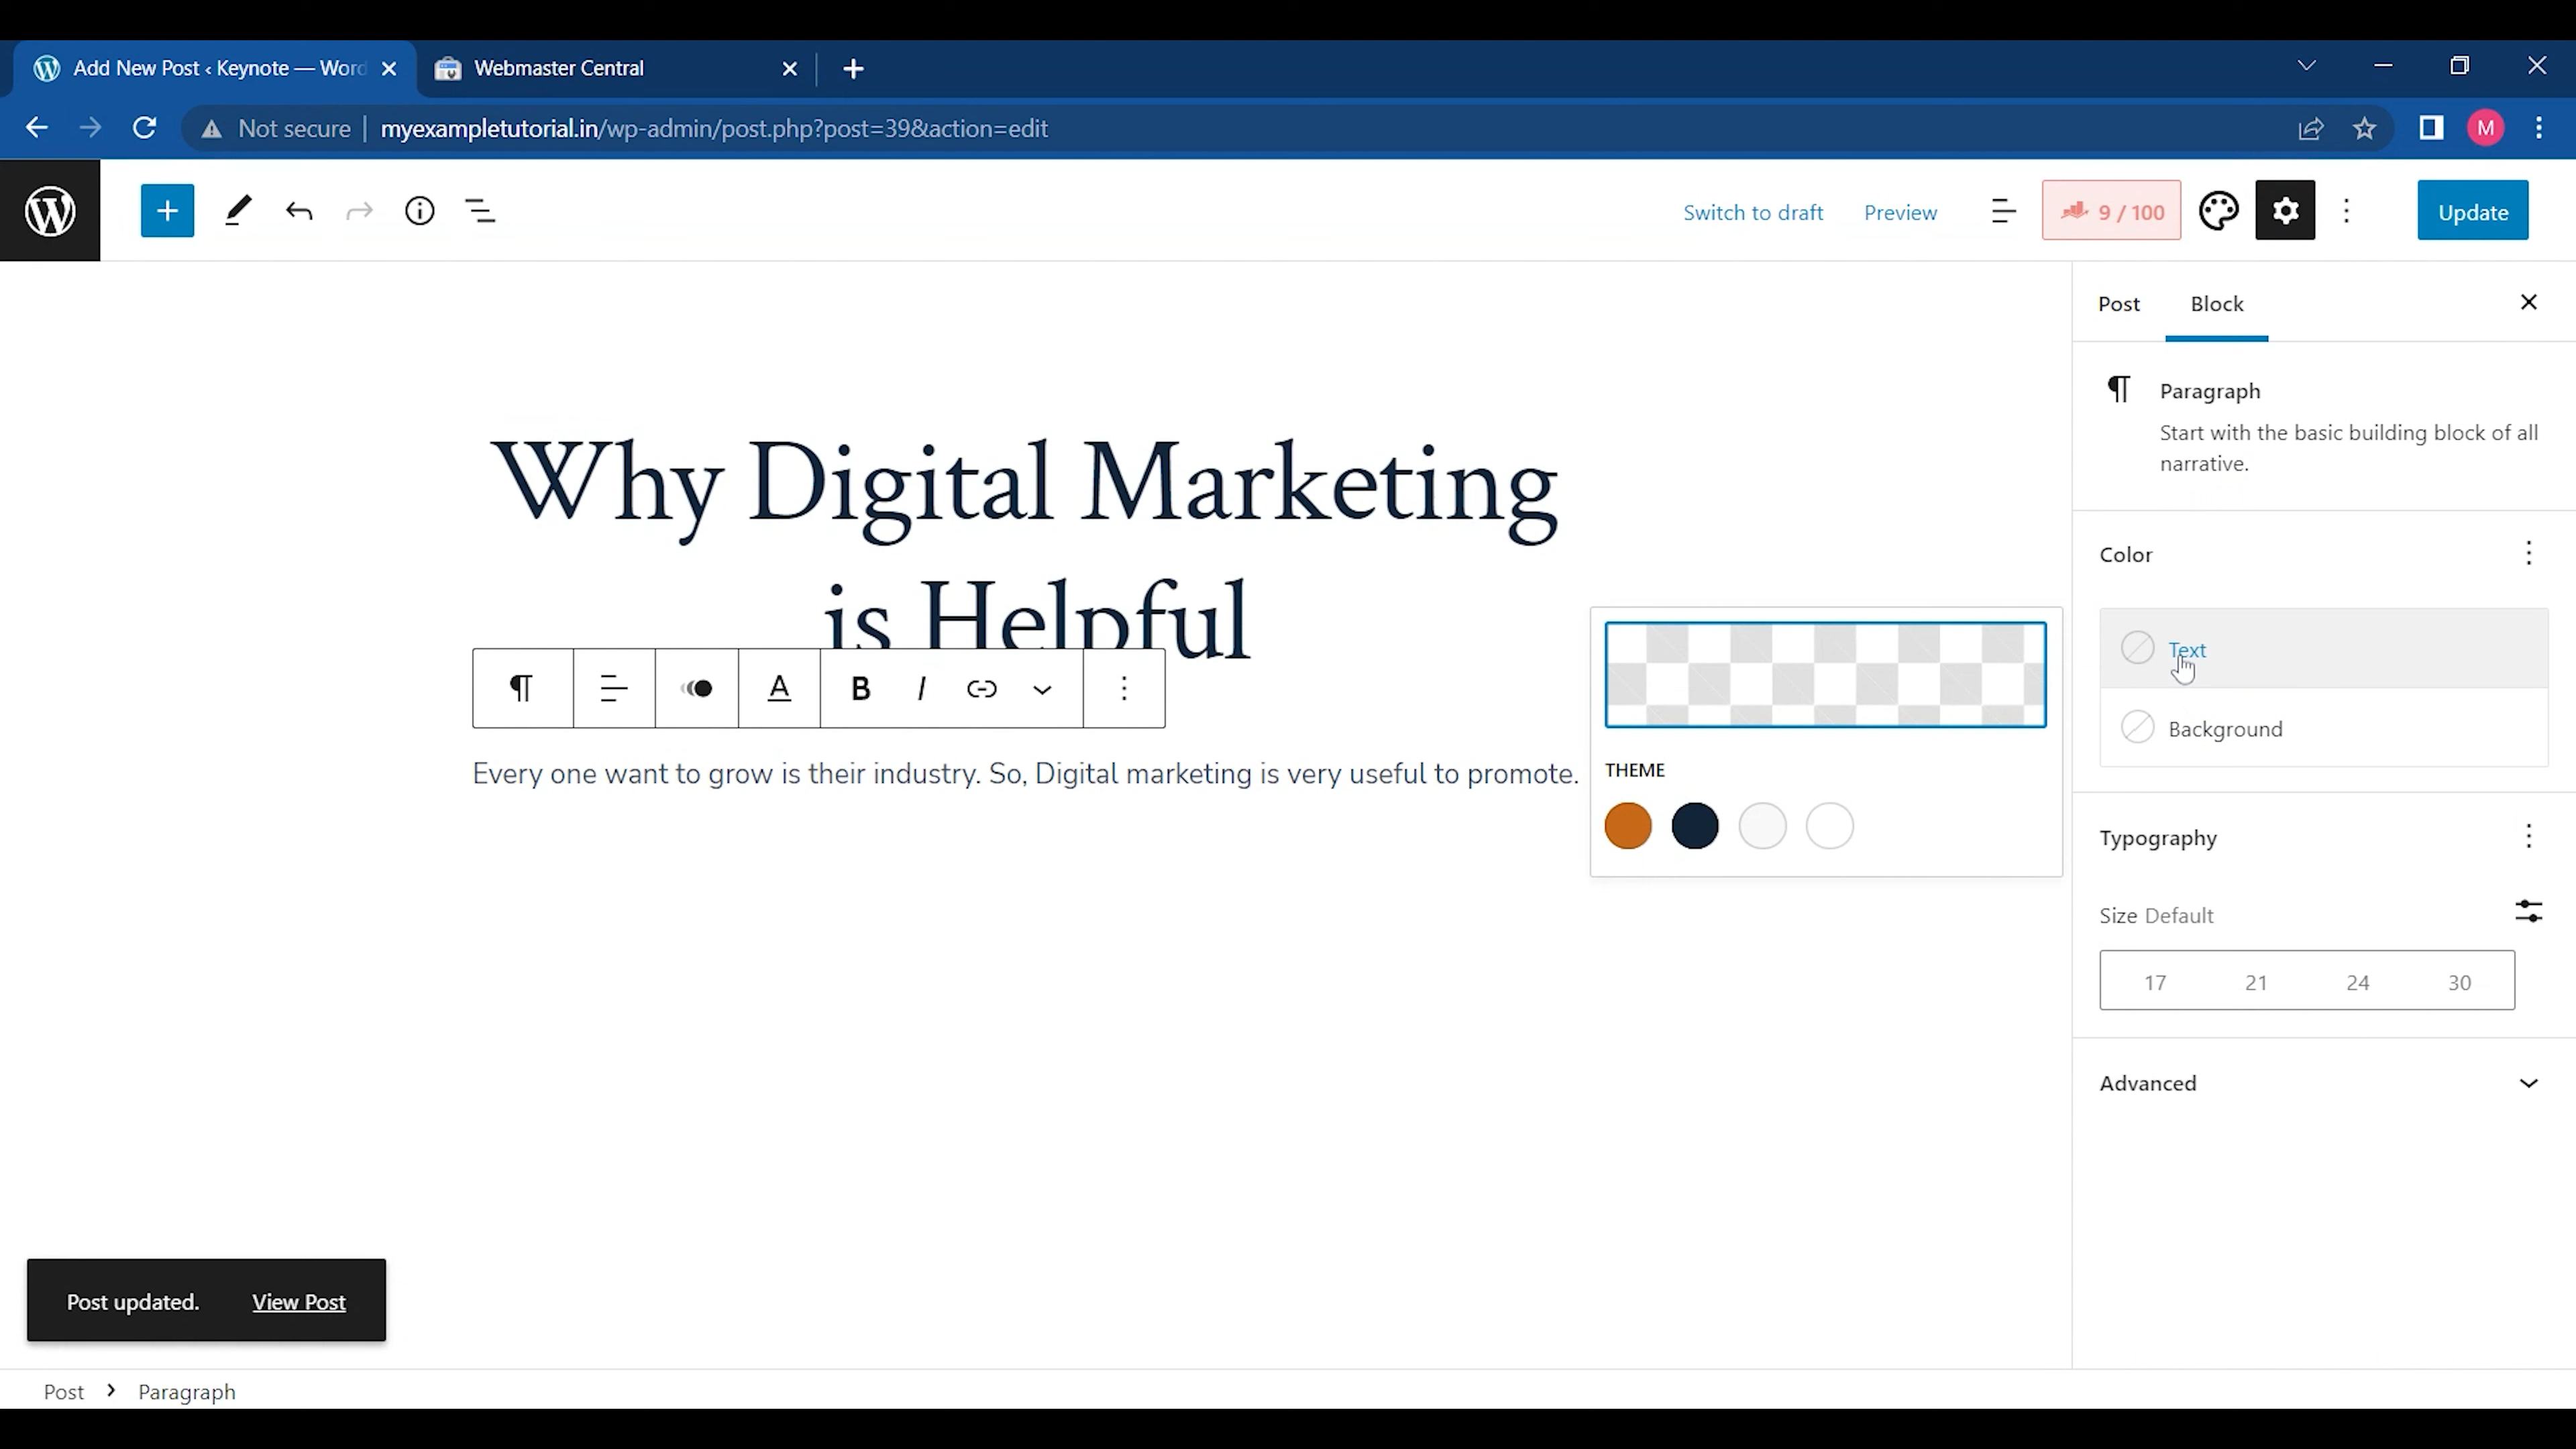 Add New Post ‹ Keynote — Word
Webmaster Central
Not secure
myexampletutorial.in/wp-admin/post.php?post=39&action=edit
M
Switch to draft
Preview
9 / 100
Update
Post
Block
Paragraph
Start with the basic building block of all
narrative.
Color
Text
Background
Typography
Size Default
17 21 24 30
Advanced
Why Digital Marketing
is Helpful
A
B
I
Every one want to grow is their industry. So, Digital marketing is very useful to promote.
THEME
Post updated.
View Post
Post › Paragraph